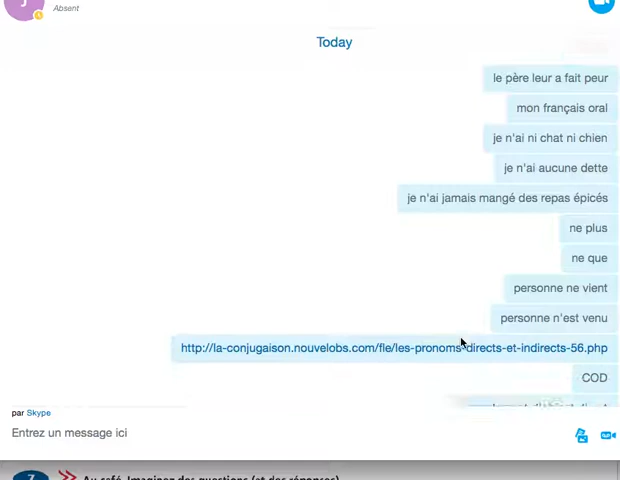 Absent
Today
le père leur a fait peur
mon français oral
je n'ai ni chat ni chien
je n'ai aucune dette
je n'ai jamais mangé des repas épicés
ne plus
ne que
personne ne vient
personne n'est venu
http://la-conjugaison.nouvelobs.com/fle/les-pronoms-directs-et-indirects-56.php
COD
par Skype
Entrez un message ici
7 Au café. Imaginez des questions (et des réponses)